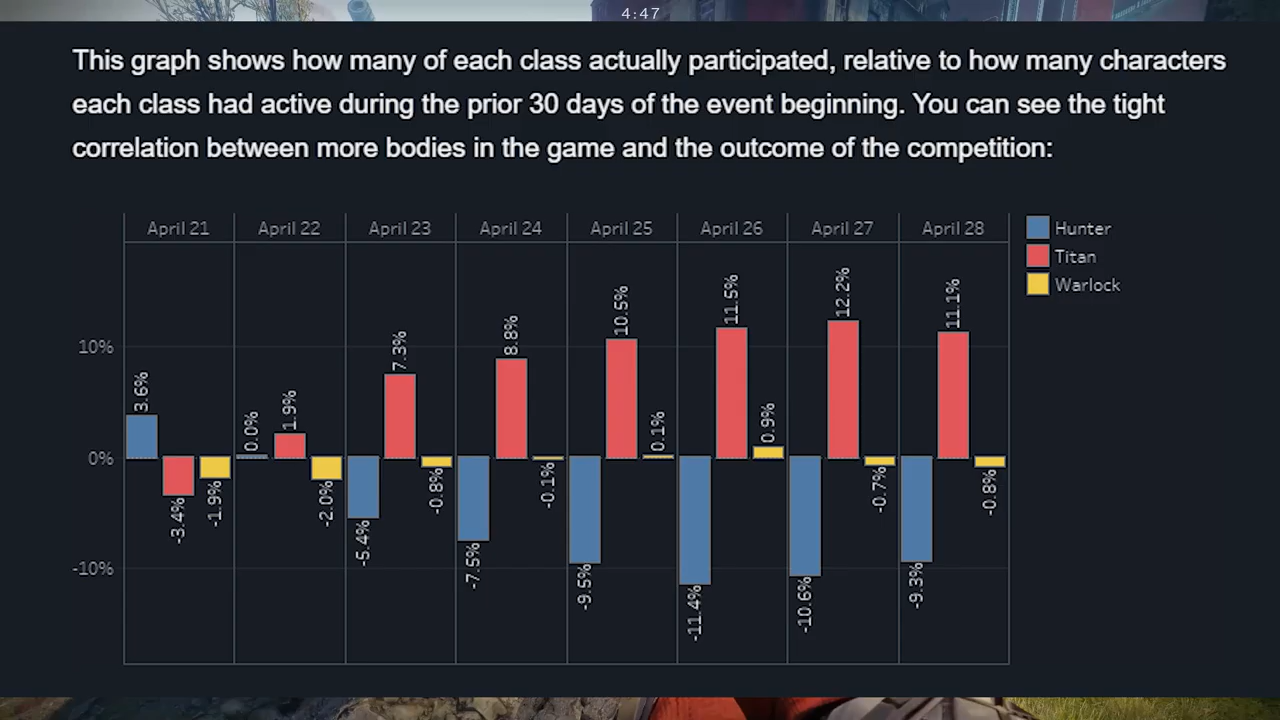 4:47
This graph shows how many of each class actually participated, relative to how many characters
each class had active during the prior 30 days of the event beginning. You can see the tight
correlation between more bodies in the game and the outcome of the competition:
April 21 April 22 April 23 April 24 April 25 April 26 April 27 April 28
Hunter
Titan
Warlock
10%
0%
-10%
3.6% -3.4% -1.9%
0.0% 1.9% -2.0%
-5.4% 7.3% -0.8%
-7.5% 8.8% -0.1%
-9.5% 10.5% 0.1%
-11.4% 11.5% 0.9%
-10.6% 12.2% -0.7%
-9.3% 11.1% -0.8%